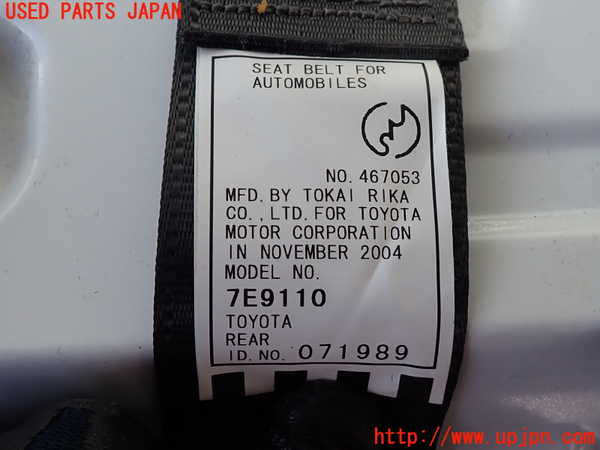 USED PARTS JAPAN
SEAT BELT FOR
AUTOMOBILES
NO. 467053
MFD. BY TOKAI RIKA
CO., LTD. FOR TOYOTA
MOTOR CORPORATION
IN NOVEMBER 2004
MODEL NO.
7E9110
TOYOTA
REAR
ID. NO. 071989
http://www.upjpn.com/